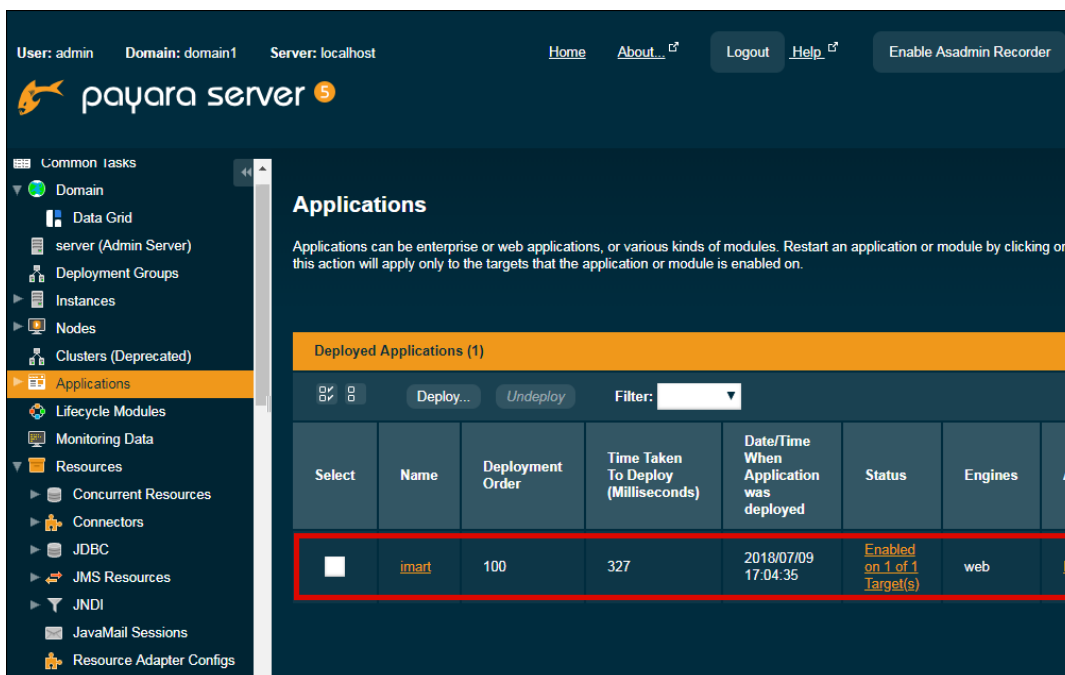 User: admin Domain: domain1 Server: localhost Home About... Logout Help Enable Asadmin Recorder
payara server 5
Common Tasks
Domain
Data Grid
server (Admin Server)
Deployment Groups
Instances
Nodes
Clusters (Deprecated)
Applications
Lifecycle Modules
Monitoring Data
Resources
Concurrent Resources
Connectors
JDBC
JMS Resources
JNDI
JavaMail Sessions
Resource Adapter Configs
Applications
Applications can be enterprise or web applications, or various kinds of modules. Restart an application or module by clicking on
this action will apply only to the targets that the application or module is enabled on.
Deployed Applications (1)
Deploy... Undeploy Filter:
Select
Name
Deployment
Order
Time Taken
To Deploy
(Milliseconds)
Date/Time
When
Application
was
deployed
Status
Engines
imart
100
327
2018/07/09
17:04:35
Enabled
on 1 of 1
Target(s)
web